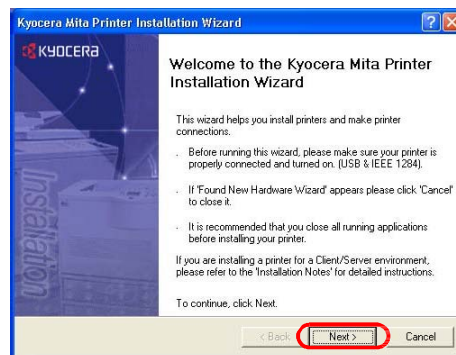 Kyocera Mita Printer Installation Wizard
KYOCERA
Welcome to the Kyocera Mita Printer
Installation Wizard
This wizard helps you install printers and make printer
connections.
. Before running this wizard, please make sure your printer is
properly connected and turned on. (USB & IEEE 1284).
. If 'Found New Hardware Wizard' appears please click 'Cancel'
to close it.
. It is recommended that you close all running applications
before installing your printer.
If you are installing a printer for a Client/Server environment,
please refer to the 'Installation Notes' for detailed instructions.
To continue, click Next.
Installation
< Back
Next >
Cancel